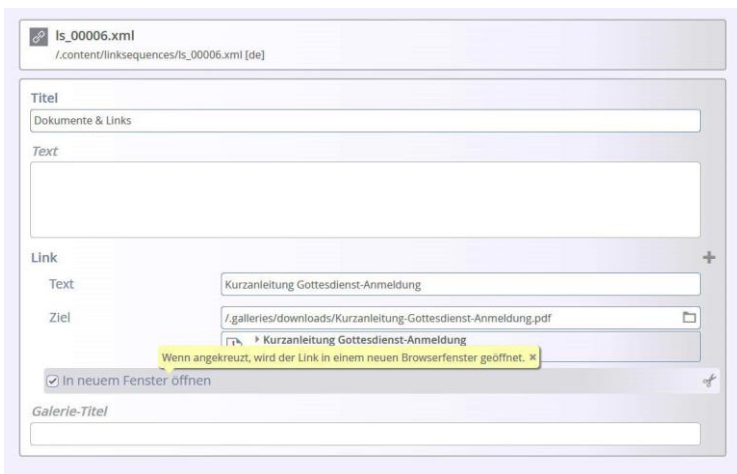 ls_00006.xml
/.content/linksequences/ls_00006.xml [de]
Titel
Dokumente & Links
Text
Link
Text
Kurzanleitung Gottesdienst-Anmeldung
Ziel
/.galleries/downloads/Kurzanleitung-Gottesdienst-Anmeldung.pdf
Kurzanleitung Gottesdienst-Anmeldung
Wenn angekreuzt, wird der Link in einem neuen Browserfenster geöffnet.
In neuem Fenster öffnen
Galerie-Titel